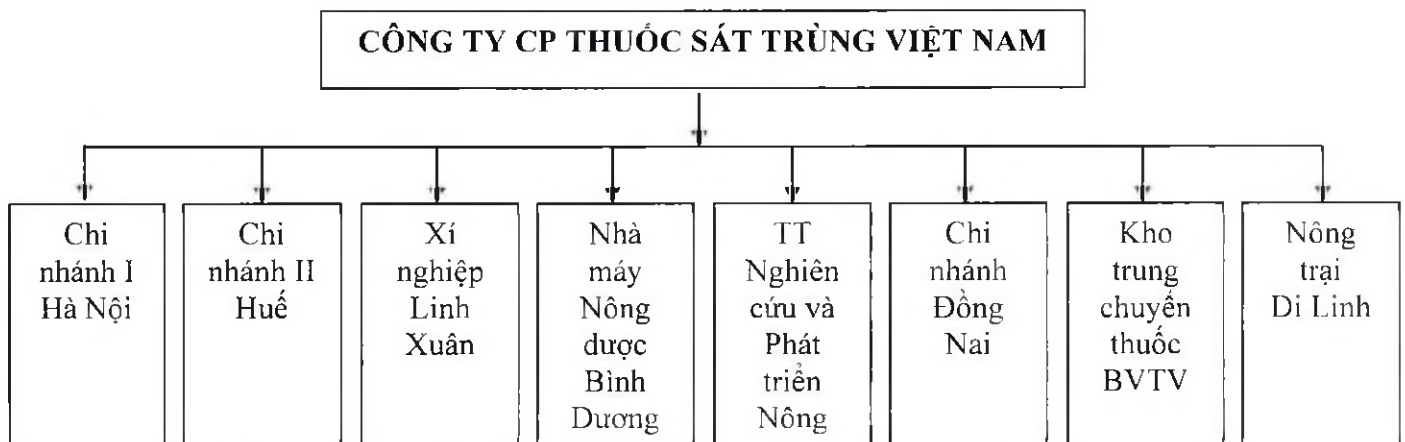 CÔNG TY CP THUỐC SÁT TRÙNG VIỆT NAM
Chi
nhánh I
Hà Nội
Chi
nhánh II
Huế
Xí
nghiệp
Linh
Xuân
Nhà
máy
Nông
dược
Bình
Dương
TT
Nghiên
cứu và
Phát
triển
Nông
Chi
nhánh
Đồng
Nai
Kho
trung
chuyển
thuốc
BVTV
Nông
trại
Di Linh